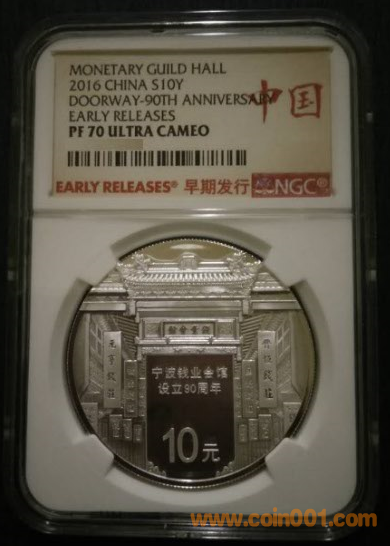 MONETARY GUILD HALL
2016 CHINA S10Y
DOORWAY-90TH ANNIVERSARY
EARLY RELEASES
PF 70 ULTRA CAMEO
中国
EARLY RELEASES® 早期发行 NGC®
宁波钱业会馆
设立90周年
10元
www.coin001.com